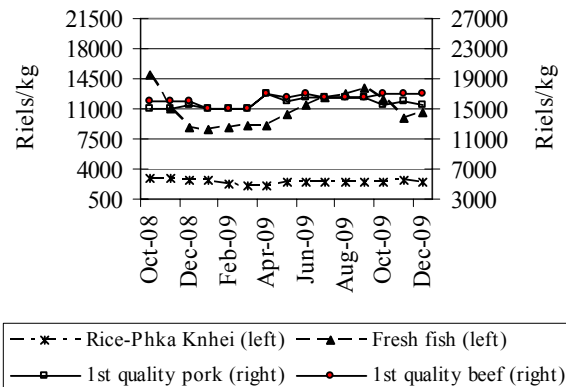 21500 27000
18000 24000
14500 18000
11000 15000
7500 11000
4000 7000
500 3000
Riels/kg
Riels/kg
Oct-08 Dec-08 Feb-09 Apr-09 Jun-09 Aug-09 Oct-09 Dec-09
Rice-Phka Knhei (left) Fresh fish (left)
1st quality pork (right) 1st quality beef (right)